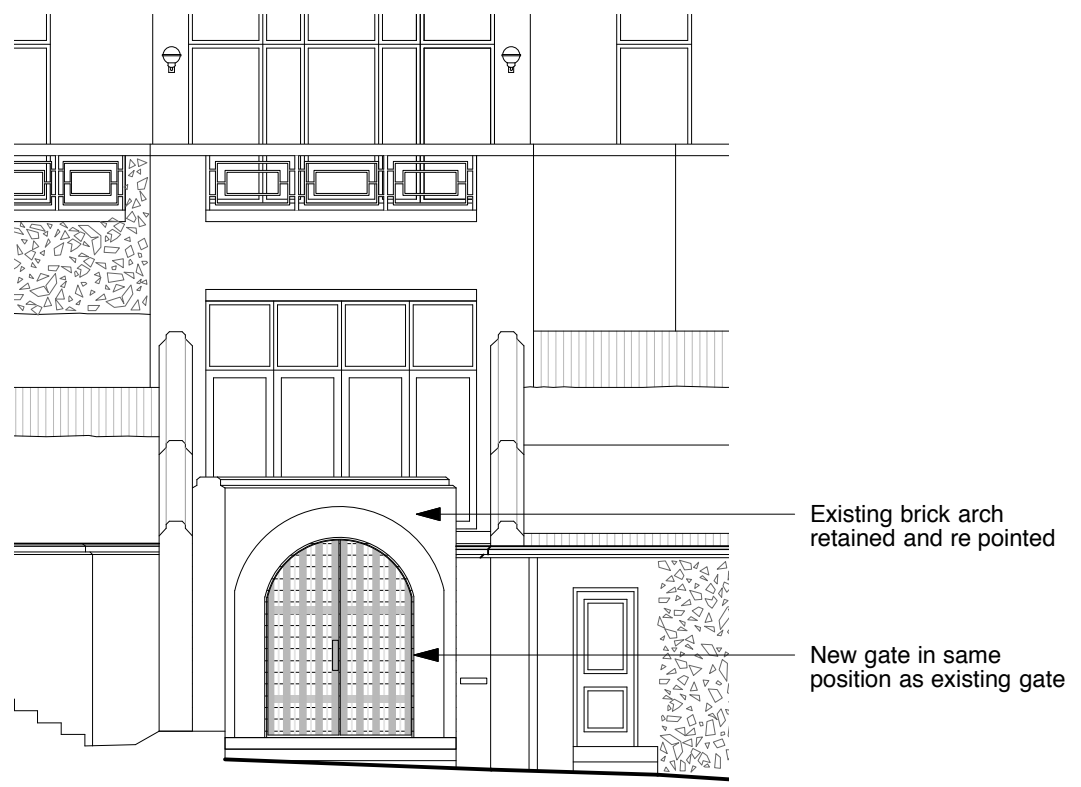 Existing brick arch
retained and re pointed
New gate in same
position as existing gate